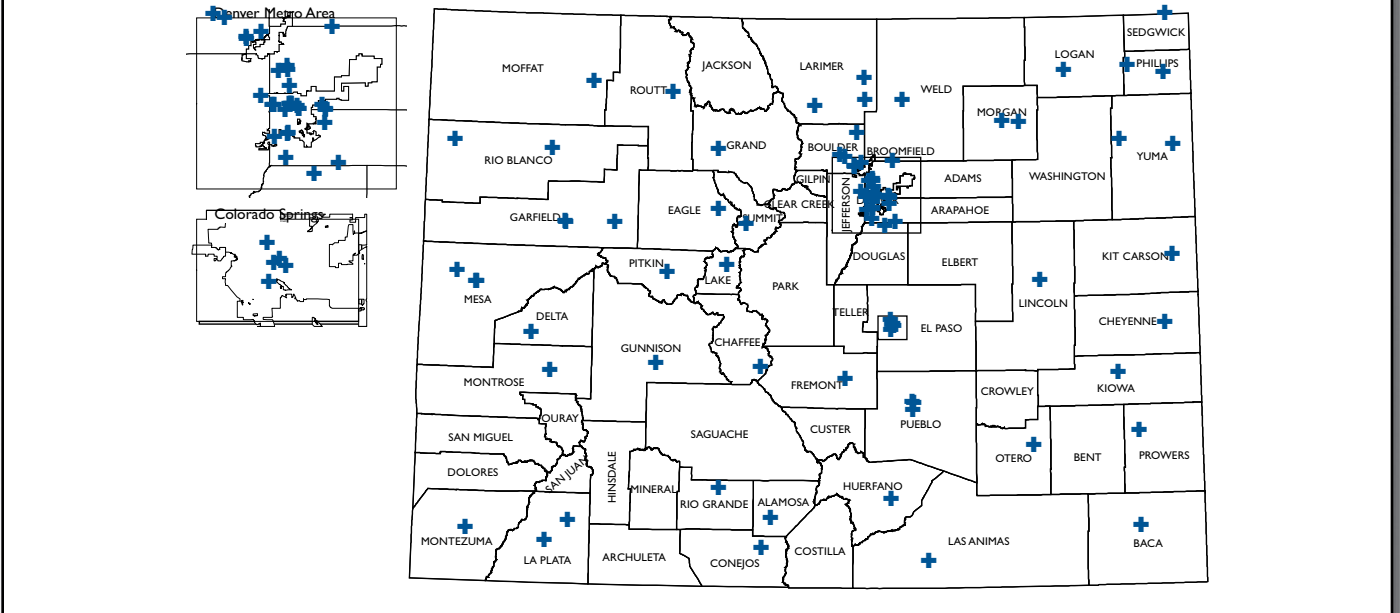 Denver Metro Area
Colorado Springs
SEDGWICK
LOGAN
PHILLIPS
MOFFAT
JACKSON
LARIMER
ROUTT
WELD
MORGAN
GRAND
BOULDER
BROOMFIELD
YUMA
RIO BLANCO
WASHINGTON
GILPIN
ADAMS
JEFFERSON
EAGLE
CLEAR CREEK
ARAPAHOE
GARFIELD
SUMMIT
DOUGLAS
ELBERT
KIT CARSON
PITKIN
LAKE
PARK
MESA
LINCOLN
DELTA
TELLER
EL PASO
CHEYENNE
GUNNISON
CHAFFEE
MONTROSE
FREMONT
KIOWA
CROWLEY
OURAY
PUEBLO
SAN MIGUEL
SAGUACHE
CUSTER
OTERO
BENT
PROWERS
DOLORES
SAN JUAN
HINSDALE
MINERAL
HUERFANO
RIO GRANDE
ALAMOSA
MONTEZUMA
LAS ANIMAS
BACA
LA PLATA
ARCHULETA
CONEJOS
COSTILLA